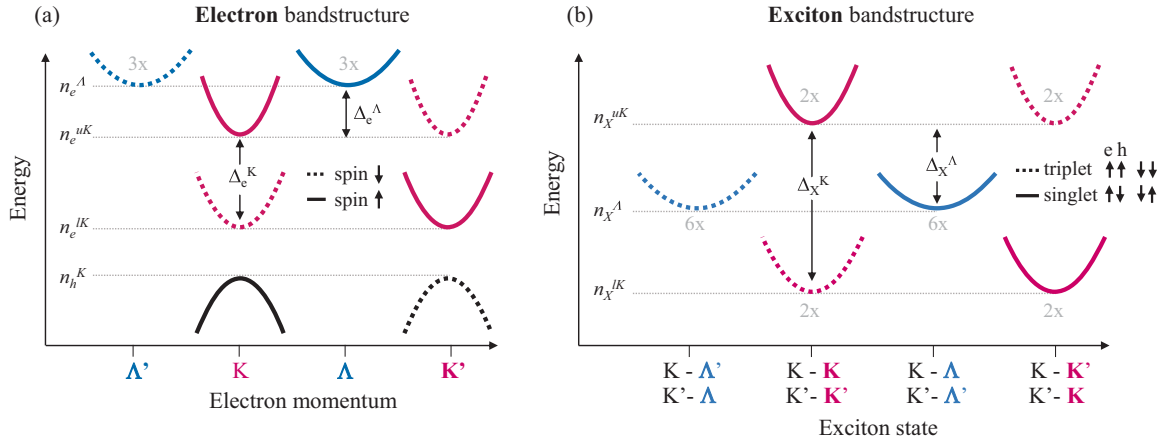 (a)
Electron bandstructure
3x
3x
n_e^Λ
Δ_e^Λ
n_e^{uK}
Δ_e^K
spin ↓
spin ↑
n_e^{lK}
n_h^K
Energy
Λ'
K
Λ
K'
Electron momentum
(b)
Exciton bandstructure
2x
2x
n_X^{uK}
Δ_X^K
Δ_X^Λ
e h
triplet ↑↑ ↓↓
singlet ↑↓ ↓↑
n_X^Λ
6x
6x
n_X^{lK}
2x
2x
Energy
K - Λ'
K'- Λ
K - K
K'- K'
K - Λ
K'- Λ'
K - K'
K'- K
Exciton state